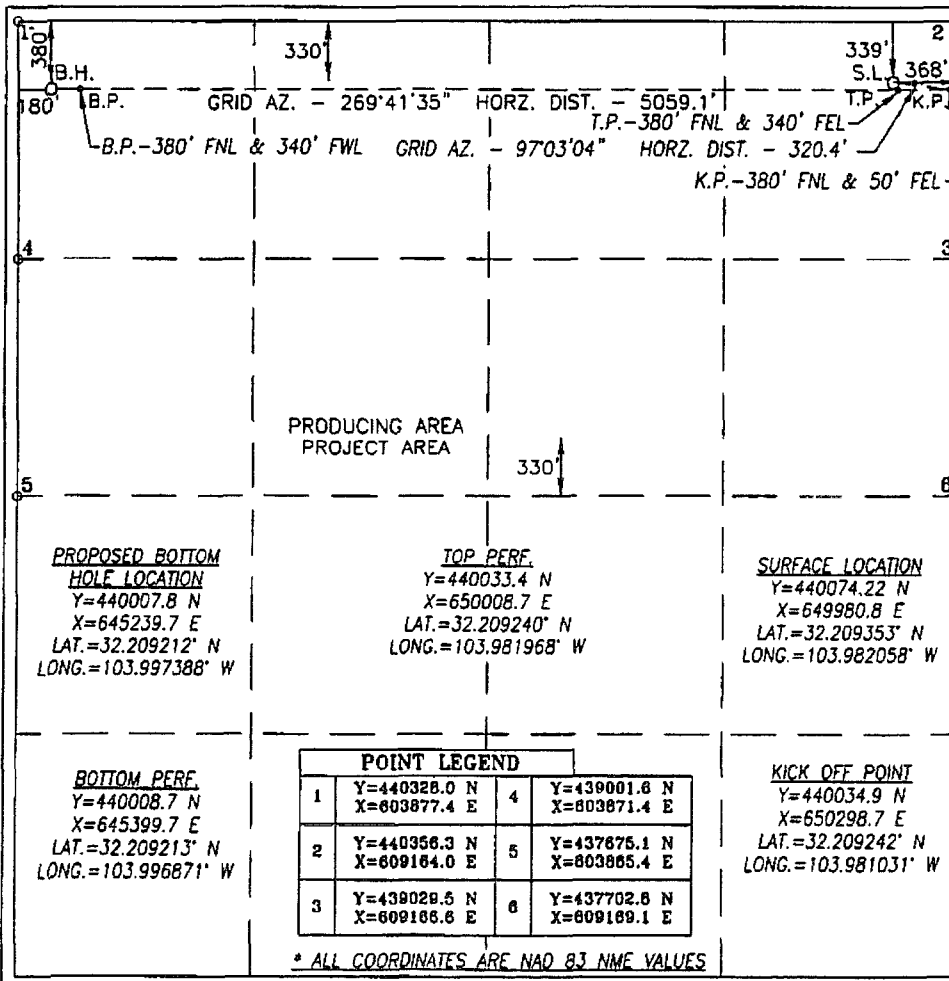 1
380'
330'
339'
2
B.H.
S.L.
368'
180'
B.P.
GRID AZ. - 269°41'35" HORZ. DIST. - 5059.1'
T.P.
K.P.
T.P.-380' FNL & 340' FEL
B.P.-380' FNL & 340' FWL GRID AZ. - 97°03'04" HORZ. DIST. - 320.4'
K.P.-380' FNL & 50' FEL
4
3
PRODUCING AREA
PROJECT AREA
330'
5
6
PROPOSED BOTTOM
HOLE LOCATION
Y=440007.8 N
X=645239.7 E
LAT.=32.209212° N
LONG.=103.997388° W
TOP PERF.
Y=440033.4 N
X=650008.7 E
LAT.=32.209240° N
LONG.=103.981968° W
SURFACE LOCATION
Y=440074.22 N
X=649980.8 E
LAT.=32.209353° N
LONG.=103.982058° W
BOTTOM PERF.
Y=440008.7 N
X=645399.7 E
LAT.=32.209213° N
LONG.=103.996871° W
POINT LEGEND
1 Y=440328.0 N 4 Y=439001.6 N
X=603877.4 E X=603871.4 E
2 Y=440356.3 N 5 Y=437675.1 N
X=609164.0 E X=603865.4 E
3 Y=439029.5 N 6 Y=437702.6 N
X=609166.6 E X=609169.1 E
KICK OFF POINT
Y=440034.9 N
X=650298.7 E
LAT.=32.209242° N
LONG.=103.981031° W
* ALL COORDINATES ARE NAD 83 NME VALUES